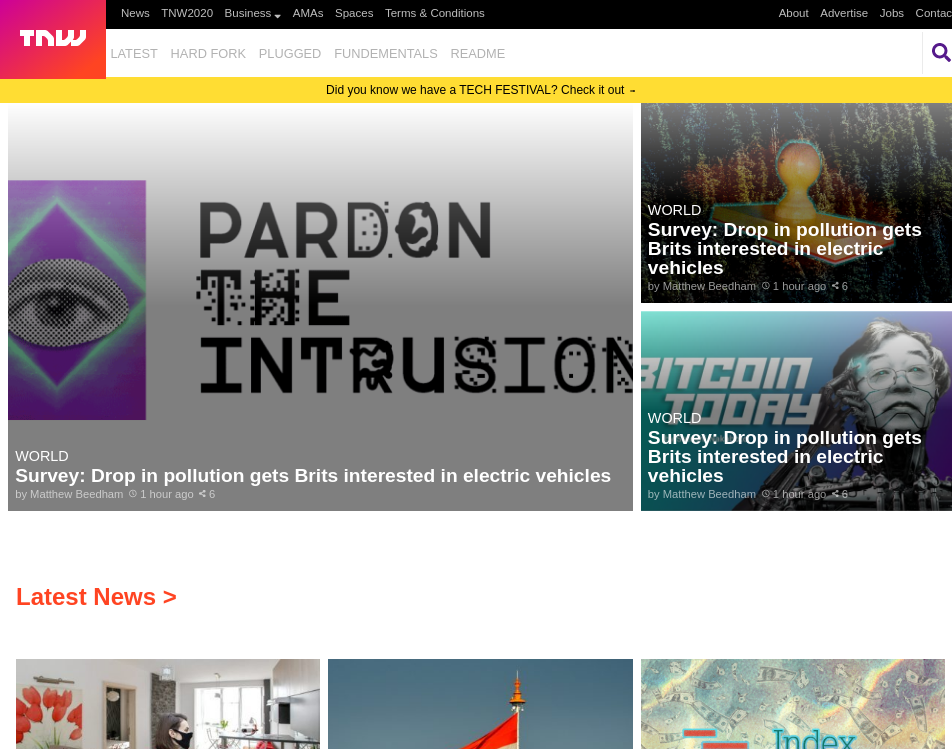 TNW
News TNW2020 Business AMAs Spaces Terms & Conditions About Advertise Jobs Contac
LATEST HARD FORK PLUGGED FUNDEMENTALS README
Did you know we have a TECH FESTIVAL? Check it out →
PARDON
THE
INTRUSION
WORLD
Survey: Drop in pollution gets Brits interested in electric vehicles
by Matthew Beedham 1 hour ago 6
WORLD
Survey: Drop in pollution gets
Brits interested in electric
vehicles
by Matthew Beedham 1 hour ago 6
BITCOIN
TODAY
WORLD
Survey: Drop in pollution gets
Brits interested in electric
vehicles
by Matthew Beedham 1 hour ago 6
Latest News >
Index